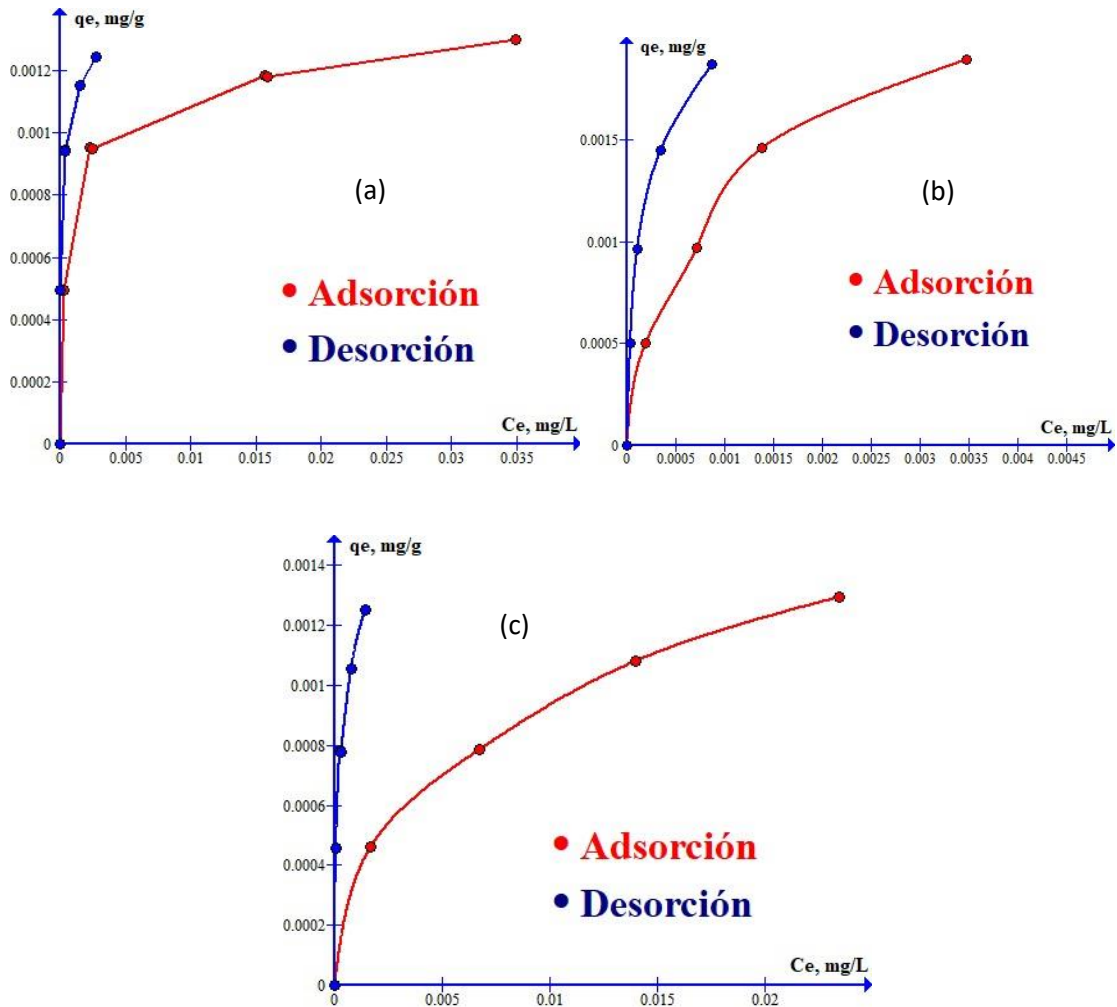 qe, mg/g
0.0012
0.001
0.0008
0.0006
0.0004
0.0002
0
(a)
Adsorción
Desorción
Ce, mg/L
0 0.005 0.01 0.015 0.02 0.025 0.03 0.035
qe, mg/g
0.0015
0.001
0.0005
0
(b)
Adsorción
Desorción
Ce, mg/L
0 0.0005 0.001 0.0015 0.002 0.0025 0.003 0.0035 0.004 0.0045
qe, mg/g
0.0014
0.0012
0.001
0.0008
0.0006
0.0004
0.0002
0
(c)
Adsorción
Desorción
Ce, mg/L
0 0.005 0.01 0.015 0.02